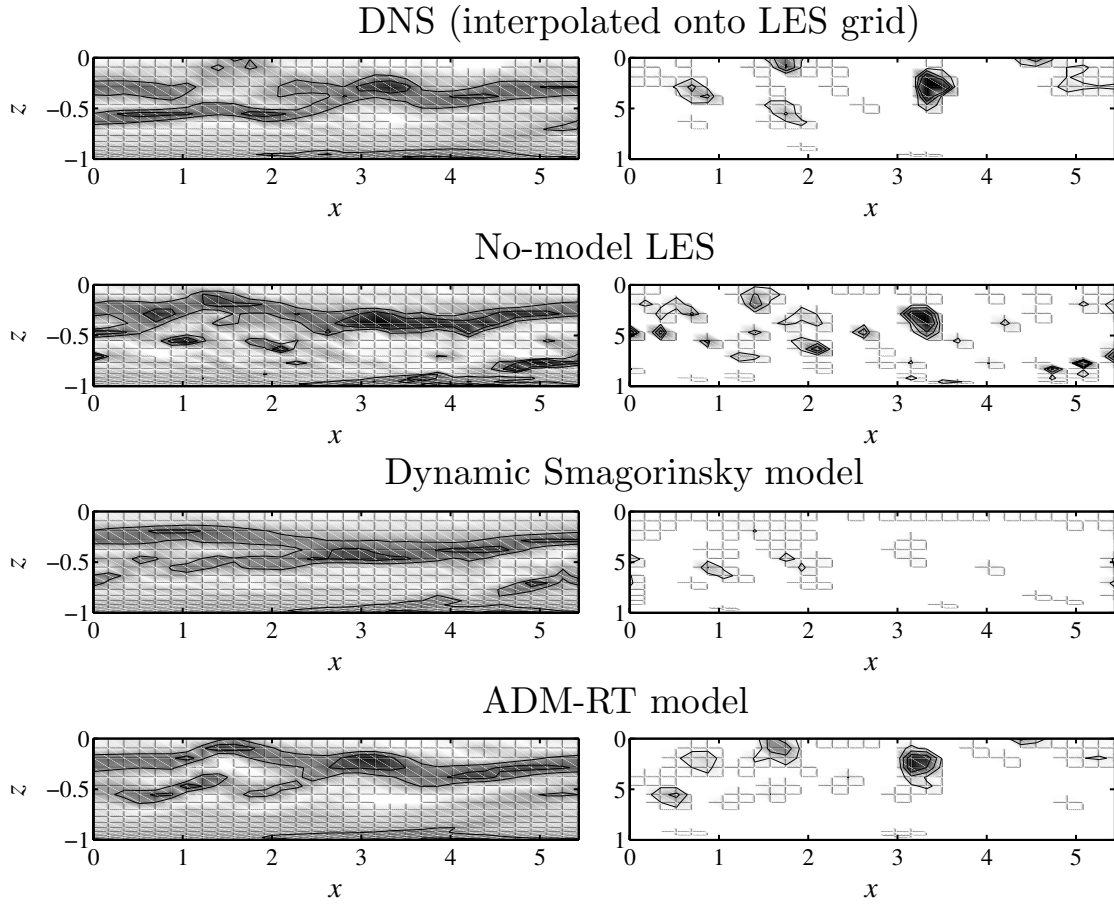 DNS (interpolated onto LES grid)
0
−0.5
−1
z
0 1 2 3 4 5
x
0
5
1
0 1 2 3 4 5
x
No-model LES
0
−0.5
−1
z
0 1 2 3 4 5
x
0
5
1
0 1 2 3 4 5
x
Dynamic Smagorinsky model
0
−0.5
−1
z
0 1 2 3 4 5
x
0
5
1
0 1 2 3 4 5
x
ADM-RT model
0
−0.5
−1
z
0 1 2 3 4 5
x
0
5
1
0 1 2 3 4 5
x